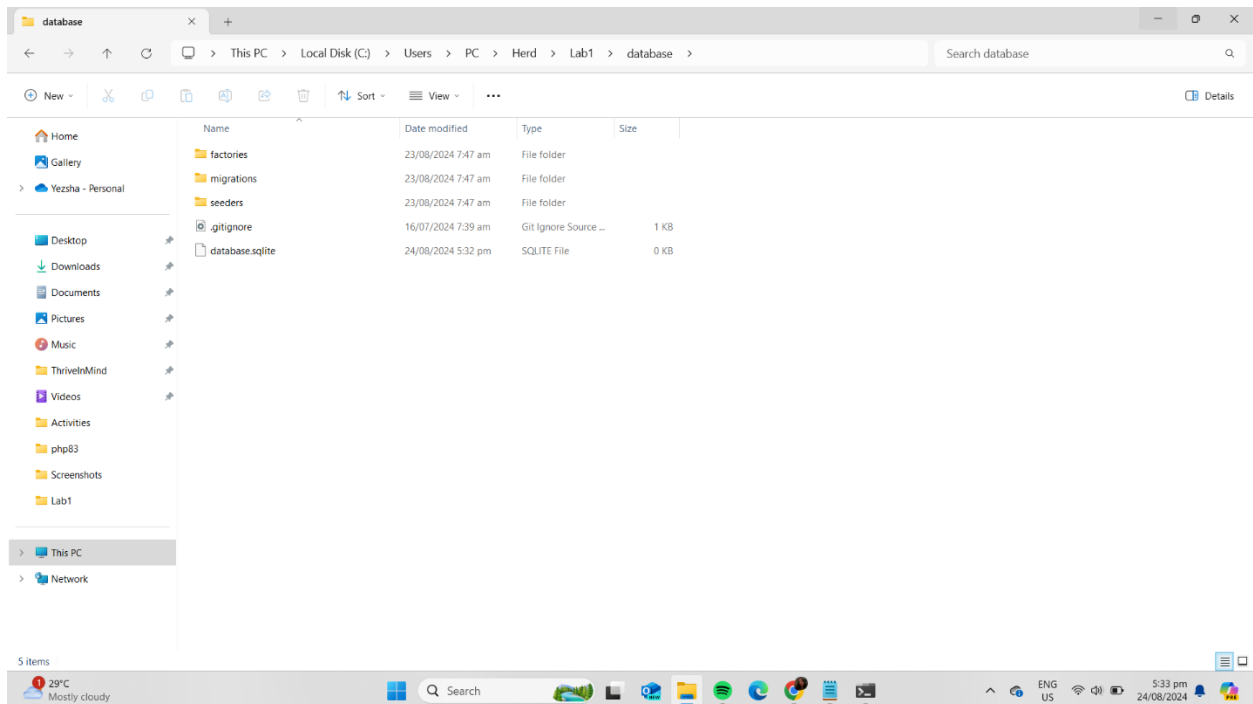 database
This PC > Local Disk (C:) > Users > PC > Herd > Lab1 > database >
Search database
New
Sort
View
Details
Name Date modified Type Size
factories 23/08/2024 7:47 am File folder
migrations 23/08/2024 7:47 am File folder
seeders 23/08/2024 7:47 am File folder
.gitignore 16/07/2024 7:39 am Git Ignore Source ... 1 KB
database.sqlite 24/08/2024 5:32 pm SQLITE File 0 KB
Home
Gallery
Yezsha - Personal
Desktop
Downloads
Documents
Pictures
Music
ThriveInMind
Videos
Activities
php83
Screenshots
Lab1
This PC
Network
5 items
1
29°C
Mostly cloudy
Search
NEW
ENG
US
5:33 pm
24/08/2024
PRE